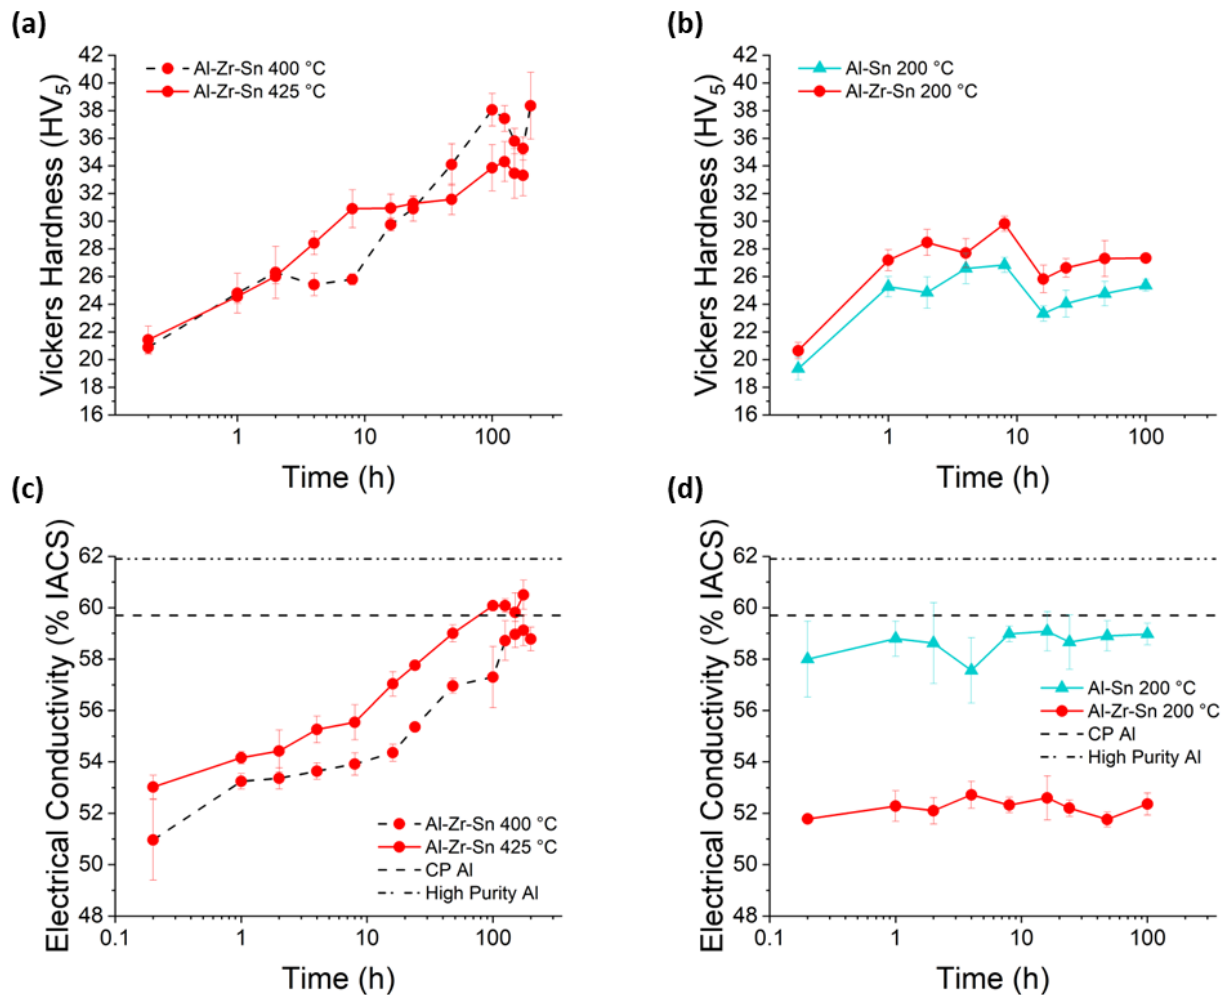 (a)
Vickers Hardness (HV5)
42
40
38
36
34
32
30
28
26
24
22
20
18
16
Al-Zr-Sn 400 °C
Al-Zr-Sn 425 °C
1
10
100
Time (h)
(b)
Vickers Hardness (HV5)
42
40
38
36
34
32
30
28
26
24
22
20
18
16
Al-Sn 200 °C
Al-Zr-Sn 200 °C
1
10
100
Time (h)
(c)
Electrical Conductivity (% IACS)
62
60
58
56
54
52
50
48
Al-Zr-Sn 400 °C
Al-Zr-Sn 425 °C
CP Al
High Purity Al
0.1
1
10
100
Time (h)
(d)
Electrical Conductivity (% IACS)
62
60
58
56
54
52
50
48
Al-Sn 200 °C
Al-Zr-Sn 200 °C
CP Al
High Purity Al
0.1
1
10
100
Time (h)